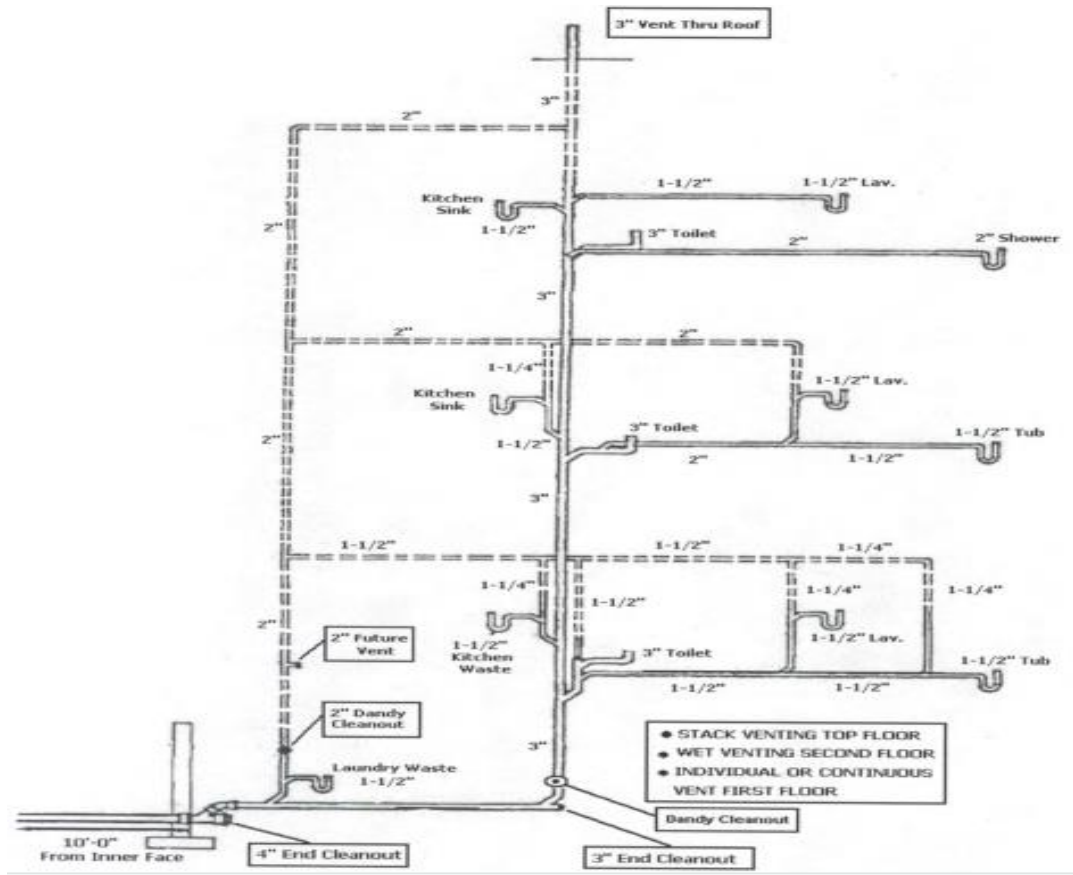 3" Vent Thru Roof
3"
2"
1-1/2"
1-1/2" Lav.
Kitchen
Sink
1-1/2"
3" Toilet
2"
2" Shower
2"
3"
2"
2"
1-1/4"
1-1/2" Lav.
Kitchen
Sink
3" Toilet
1-1/2" Tub
2"
1-1/2"
2"
1-1/2"
3"
1-1/2"
1-1/2"
1-1/4"
1-1/4"
1-1/4"
1-1/4"
1-1/2"
2"
2" Future
Vent
1-1/2"
Kitchen
Waste
1-1/2" Lav.
3" Toilet
1-1/2" Tub
1-1/2"
1-1/2"
2" Dandy
Cleanout
3"
• STACK VENTING TOP FLOOR
• WET VENTING SECOND FLOOR
• INDIVIDUAL OR CONTINUOUS
VENT FIRST FLOOR
Laundry Waste
1-1/2"
Dandy Cleanout
10'-0"
From Inner Face
4" End Cleanout
3" End Cleanout